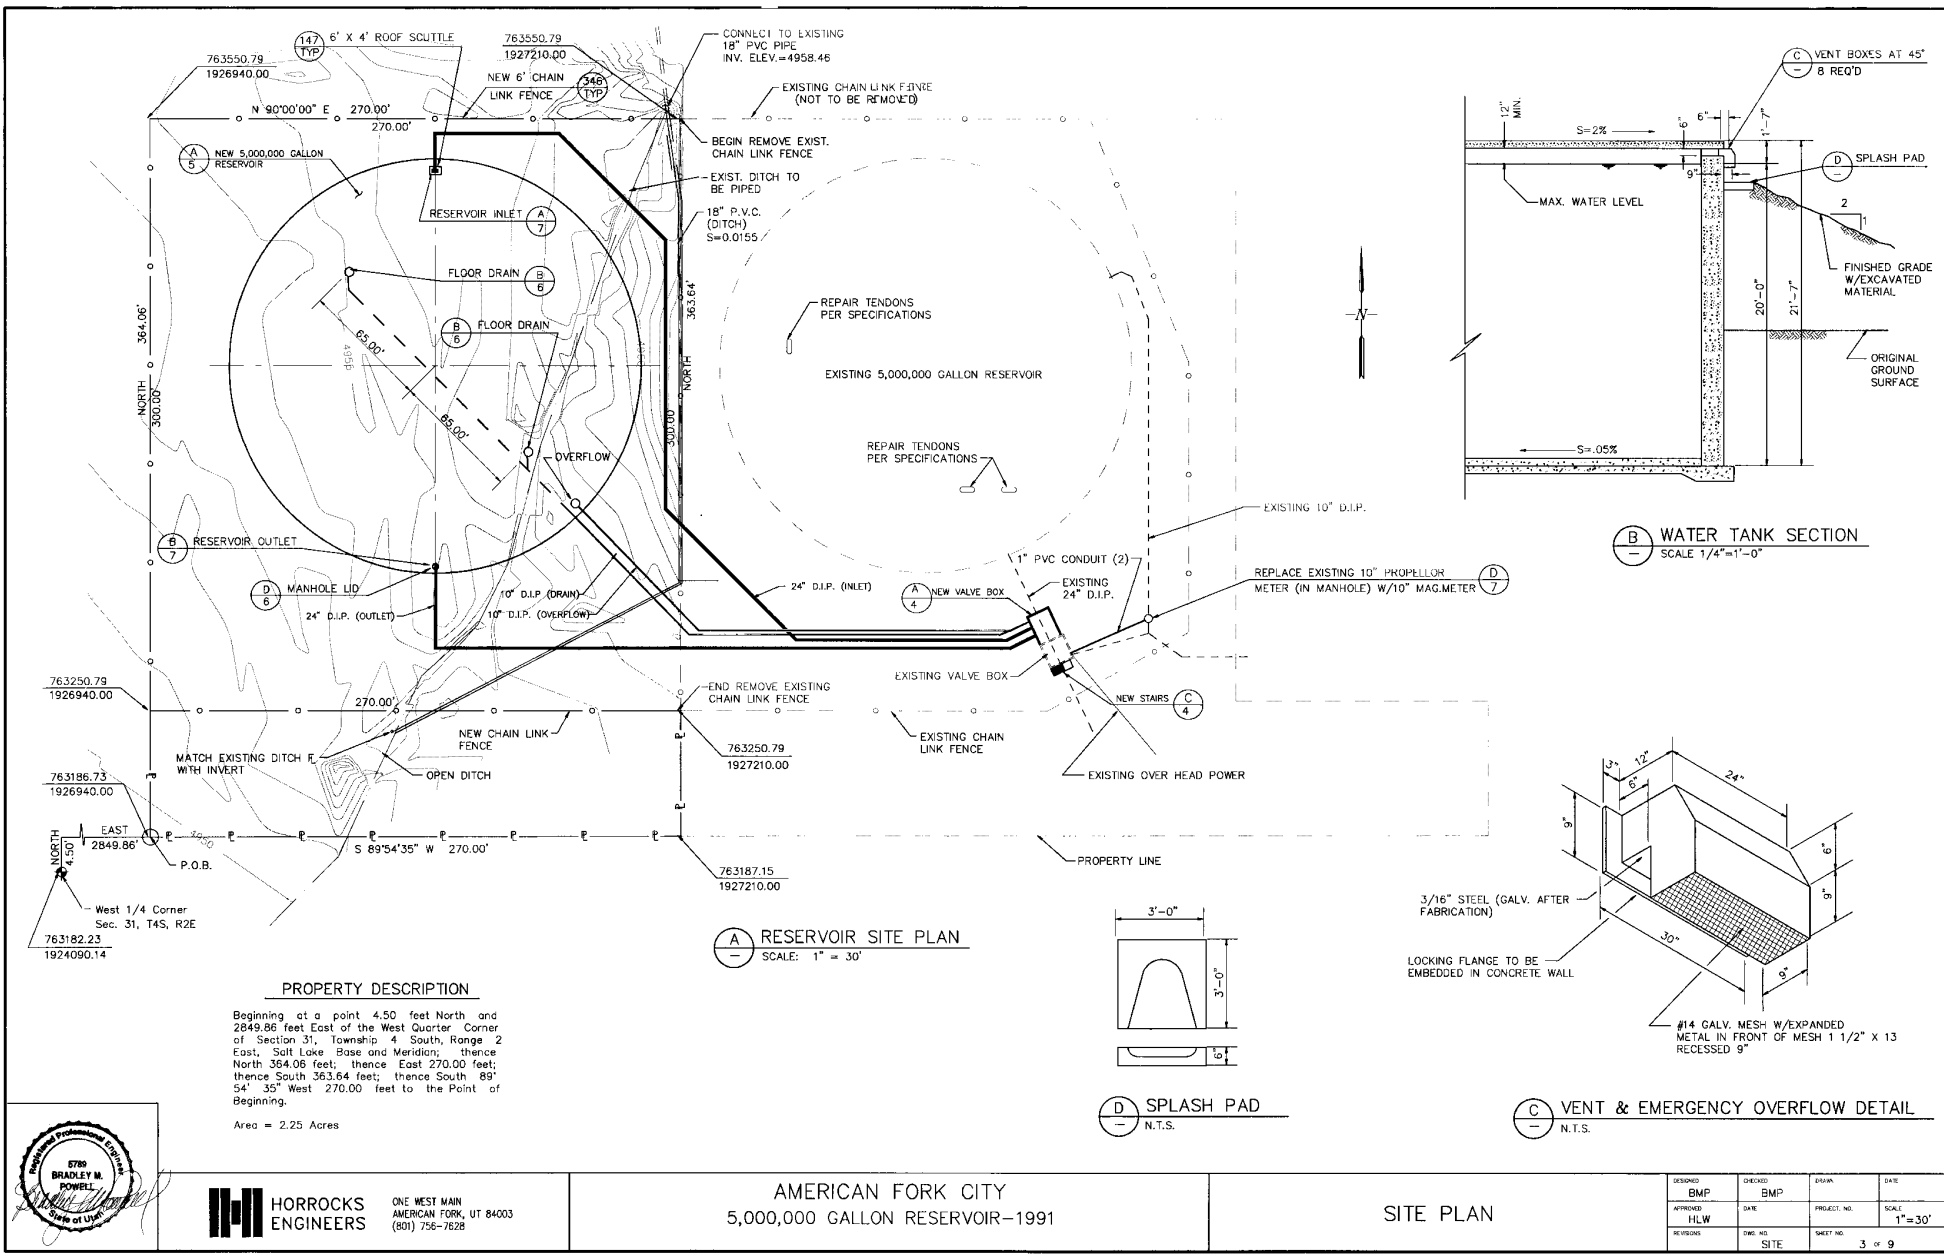 763550.79
1926940.00
147
TYP
6' X 4' ROOF SCUTTLE
763550.79
1927210.00
NEW 6' CHAIN
LINK FENCE
346
TYP
CONNECT TO EXISTING
18" PVC PIPE
INV. ELEV.=4958.46
EXISTING CHAIN LINK FENCE
(NOT TO BE REMOVED)
N 90°00'00" E 270.00'
270.00'
BEGIN REMOVE EXIST.
CHAIN LINK FENCE
A
5
NEW 5,000,000 GALLON
RESERVOIR
EXIST. DITCH TO
BE PIPED
RESERVOIR INLET
A
7
18" P.V.C.
(DITCH)
S=0.0155
FLOOR DRAIN
B
6
B
6
FLOOR DRAIN
364.06'
NORTH
300.00'
65.00'
4956
65.00'
363.64'
NORTH
300.00'
REPAIR TENDONS
PER SPECIFICATIONS
EXISTING 5,000,000 GALLON RESERVOIR
REPAIR TENDONS
PER SPECIFICATIONS
N
OVERFLOW
EXISTING 10" D.I.P.
B
7
RESERVOIR OUTLET
D
6
MANHOLE LID
24" D.I.P. (OUTLET)
10" D.I.P (DRAIN)
10" D.I.P. (OVERFLOW)
24" D.I.P. (INLET)
1" PVC CONDUIT (2)
EXISTING
24" D.I.P.
A
4
NEW VALVE BOX
REPLACE EXISTING 10" PROPELLOR
METER (IN MANHOLE) W/10" MAG.METER
D
7
EXISTING VALVE BOX
NEW STAIRS
C
4
763250.79
1926940.00
270.00'
END REMOVE EXISTING
CHAIN LINK FENCE
NEW CHAIN LINK
FENCE
EXISTING CHAIN
LINK FENCE
763250.79
1927210.00
EXISTING OVER HEAD POWER
MATCH EXISTING DITCH
WITH INVERT
OPEN DITCH
763186.73
1926940.00
EAST
2849.86'
NORTH
4.50'
4950
P.O.B.
S 89°54'35" W 270.00'
PROPERTY LINE
763187.15
1927210.00
West 1/4 Corner
Sec. 31, T4S, R2E
763182.23
1924090.14
A
RESERVOIR SITE PLAN
SCALE: 1" = 30'
C
VENT BOXES AT 45°
8 REQ'D
12"
MIN.
S=2%
6"
6"
1'-7"
9"
D
SPLASH PAD
MAX. WATER LEVEL
2
1
FINISHED GRADE
W/EXCAVATED
MATERIAL
20'-0"
21'-7"
ORIGINAL
GROUND
SURFACE
S=.05%
B
WATER TANK SECTION
SCALE 1/4"=1'-0"
3"
12"
6"
24"
9"
6"
9"
3/16" STEEL (GALV. AFTER
FABRICATION)
30"
9"
LOCKING FLANGE TO BE
EMBEDDED IN CONCRETE WALL
#14 GALV. MESH W/EXPANDED
METAL IN FRONT OF MESH 1 1/2" X 13
RECESSED 9"
C
VENT & EMERGENCY OVERFLOW DETAIL
N.T.S.
3'-0"
3'-0"
6"
D
SPLASH PAD
N.T.S.
PROPERTY DESCRIPTION
Beginning at a point 4.50 feet North and
2849.86 feet East of the West Quarter Corner
of Section 31, Township 4 South, Range 2
East, Salt Lake Base and Meridian; thence
North 364.06 feet; thence East 270.00 feet;
thence South 363.64 feet; thence South 89°
54' 35" West 270.00 feet to the Point of
Beginning.
Area = 2.25 Acres
Registered Professional Engineer
5789
BRADLEY M.
POWELL
State of Utah
HORROCKS
ENGINEERS
ONE WEST MAIN
AMERICAN FORK, UT 84003
(801) 756-7628
AMERICAN FORK CITY
5,000,000 GALLON RESERVOIR-1991
SITE PLAN
DESIGNED
BMP
CHECKED
BMP
DRAWN
DATE
APPROVED
HLW
DATE
PROJECT. NO.
SCALE
1"=30'
REVISIONS
DWG. NO.
SITE
SHEET NO.
3 OF 9